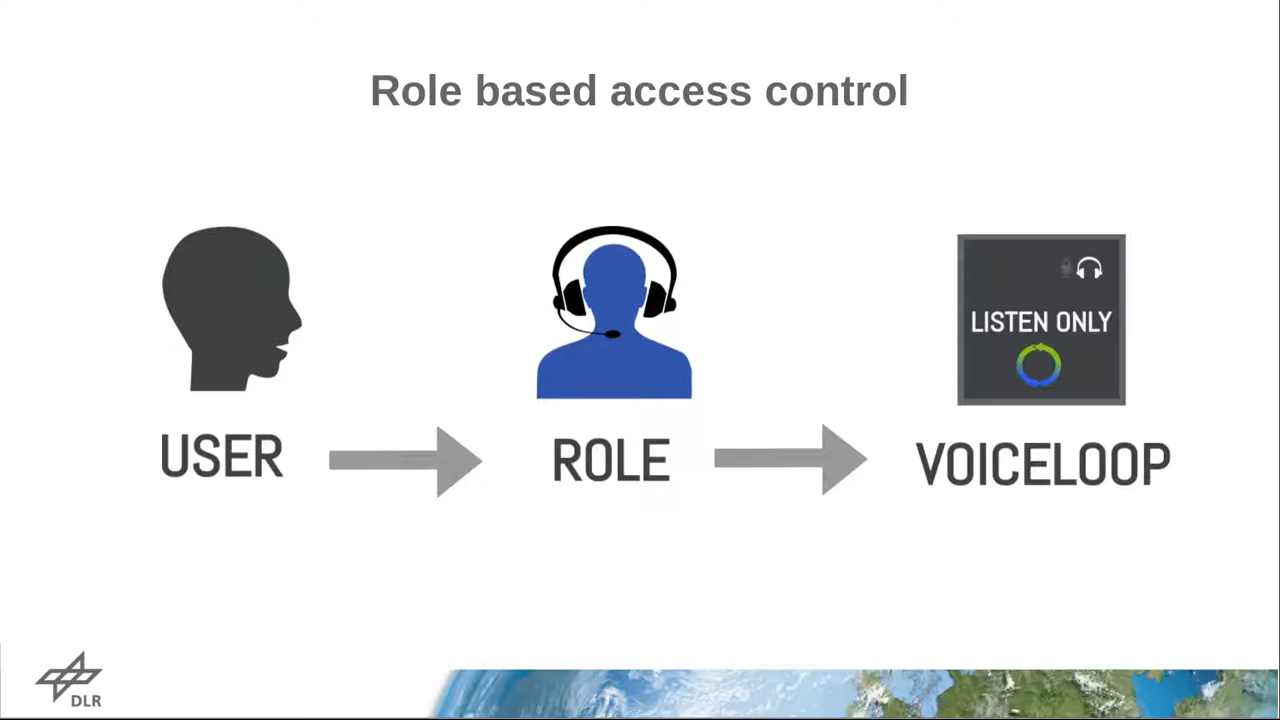 Role based access control
LISTEN ONLY
USER
ROLE
VOICELOOP
DLR